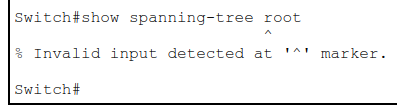 Switch#show spanning-tree root
^
% Invalid input detected at '^' marker.
Switch#